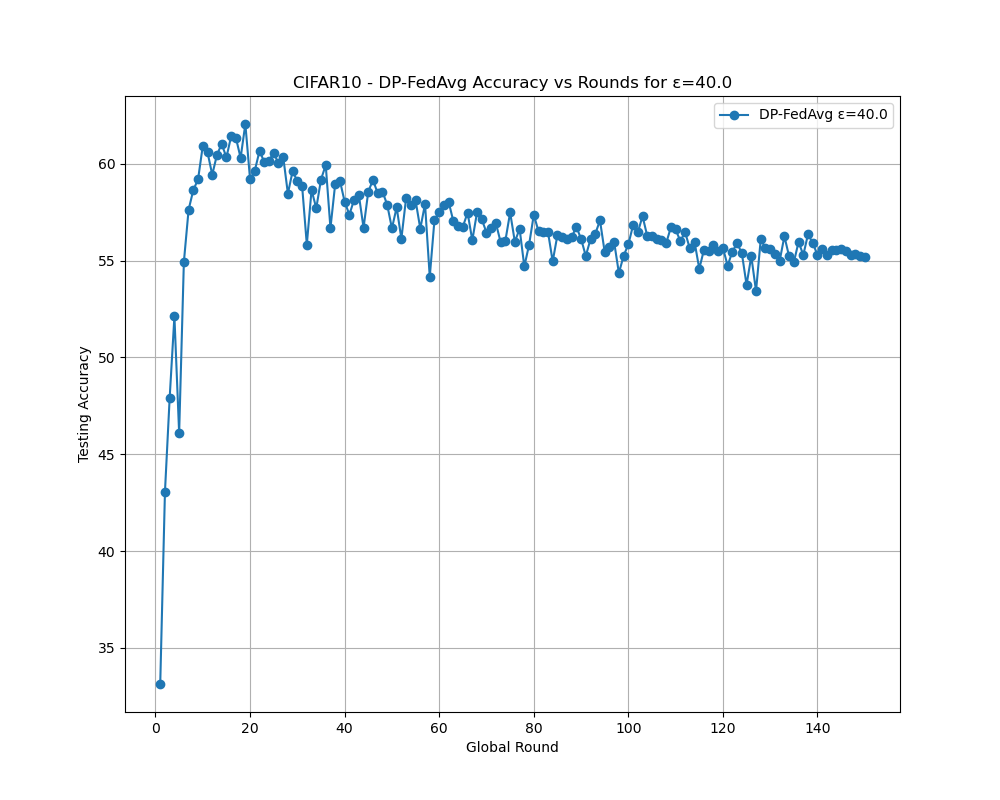 CIFAR10 - DP-FedAvg Accuracy vs Rounds for ε=40.0
DP-FedAvg ε=40.0
Testing Accuracy
60
55
50
45
40
35
0 20 40 60 80 100 120 140
Global Round